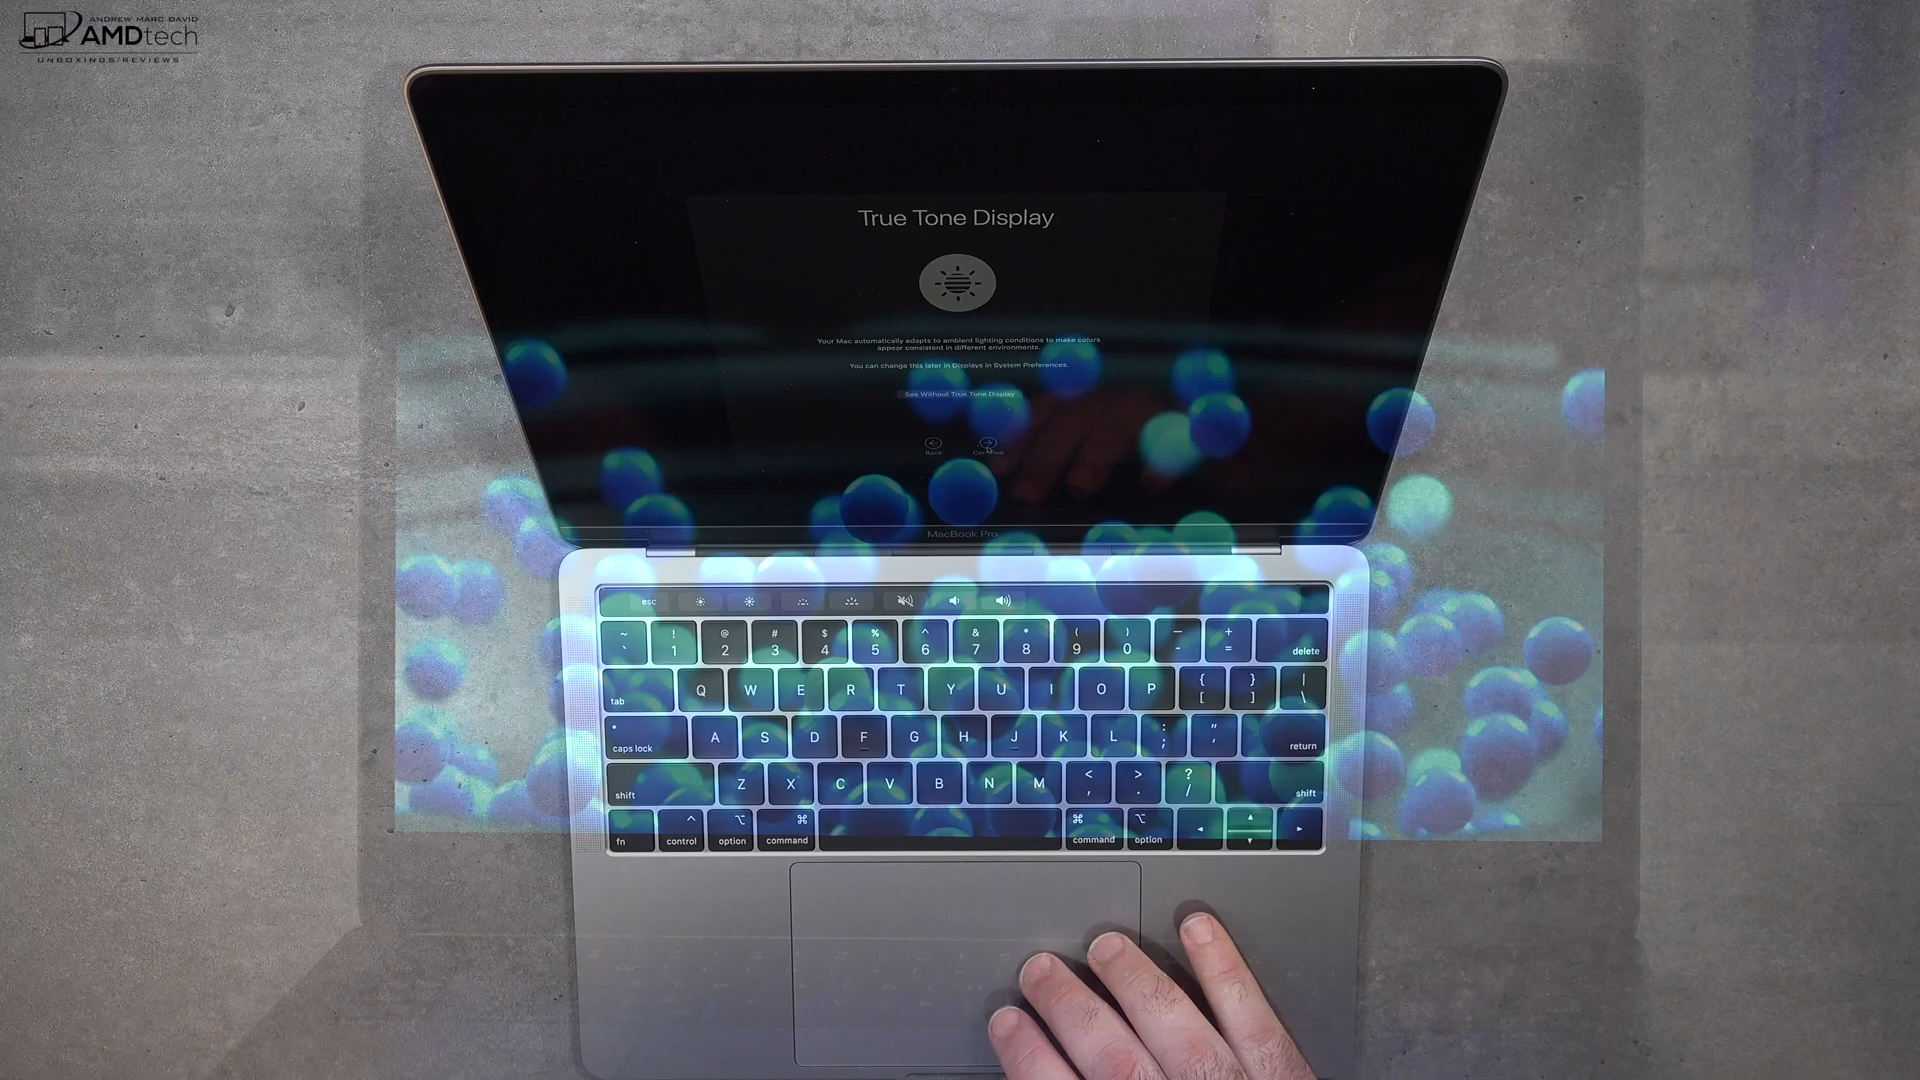 ANDREW MARC DAVID
AMDtech
UNBOXINGS/REVIEWS
True Tone Display
Your Mac automatically adapts to ambient lighting conditions to make colors
appear consistent in different environments.
You can change this later in Displays in System Preferences.
See Without True Tone Display
Back Continue
MacBook Pro
esc
~ ! @ # $ % ^ & * ( ) — +
` 1 2 3 4 5 6 7 8 9 0 - = delete
tab Q W E R T Y U I O P { [ } ] | \
caps lock A S D F G H J K L : ; " ' return
shift Z X C V B N M < , > . ? / shift
fn control option command command option